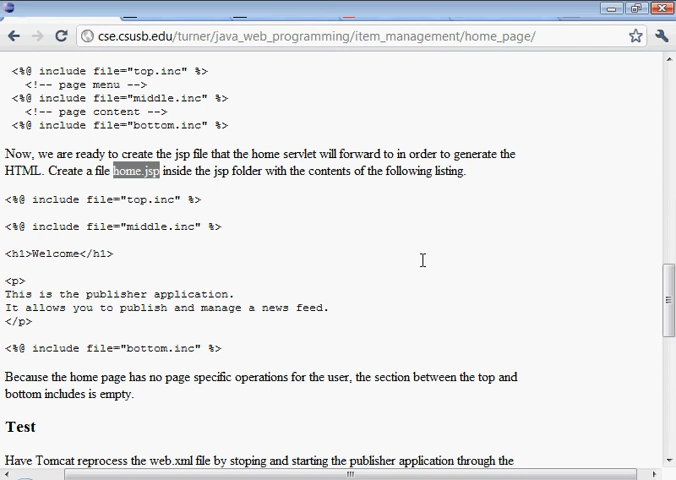 cse.csusb.edu/turner/java_web_programming/item_management/home_page/
<%@ include file="top.inc" %>
<!-- page menu -->
<%@ include file="middle.inc" %>
<!-- page content -->
<%@ include file="bottom.inc" %>
Now, we are ready to create the jsp file that the home servlet will forward to in order to generate the
HTML. Create a file home.jsp inside the jsp folder with the contents of the following listing.
<%@ include file="top.inc" %>
<%@ include file="middle.inc" %>
<h1>Welcome</h1>
<p>
This is the publisher application.
It allows you to publish and manage a news feed.
</p>
<%@ include file="bottom.inc" %>
Because the home page has no page specific operations for the user, the section between the top and
bottom includes is empty.
Test
Have Tomcat reprocess the web.xml file by stoping and starting the publisher application through the